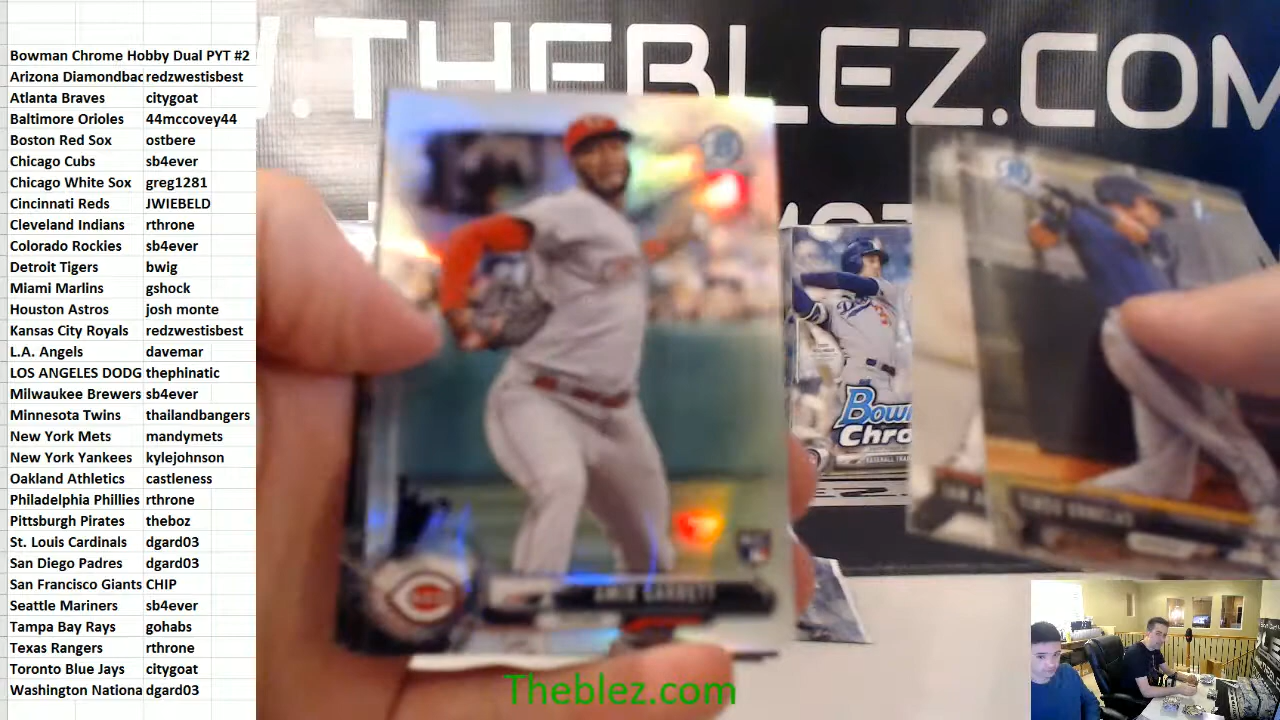 Bowman Chrome Hobby Dual PYT #2
Arizona Diamondbac redzwestisbest
Atlanta Braves citygoat
Baltimore Orioles 44mccovey44
Boston Red Sox ostbere
Chicago Cubs sb4ever
Chicago White Sox greg1281
Cincinnati Reds JWIEBELD
Cleveland Indians rthrone
Colorado Rockies sb4ever
Detroit Tigers bwig
Miami Marlins gshock
Houston Astros josh monte
Kansas City Royals redzwestisbest
L.A. Angels davemar
LOS ANGELES DODG thephinatic
Milwaukee Brewers sb4ever
Minnesota Twins thailandbangers
New York Mets mandymets
New York Yankees kylejohnson
Oakland Athletics castleness
Philadelphia Phillies rthrone
Pittsburgh Pirates theboz
St. Louis Cardinals dgard03
San Diego Padres dgard03
San Francisco Giants CHIP
Seattle Mariners sb4ever
Tampa Bay Rays gohabs
Texas Rangers rthrone
Toronto Blue Jays citygoat
Washington Nationa dgard03
W.THEBLEZ.COM
Bow
Chro
AMIR GARRETT
Theblez.com